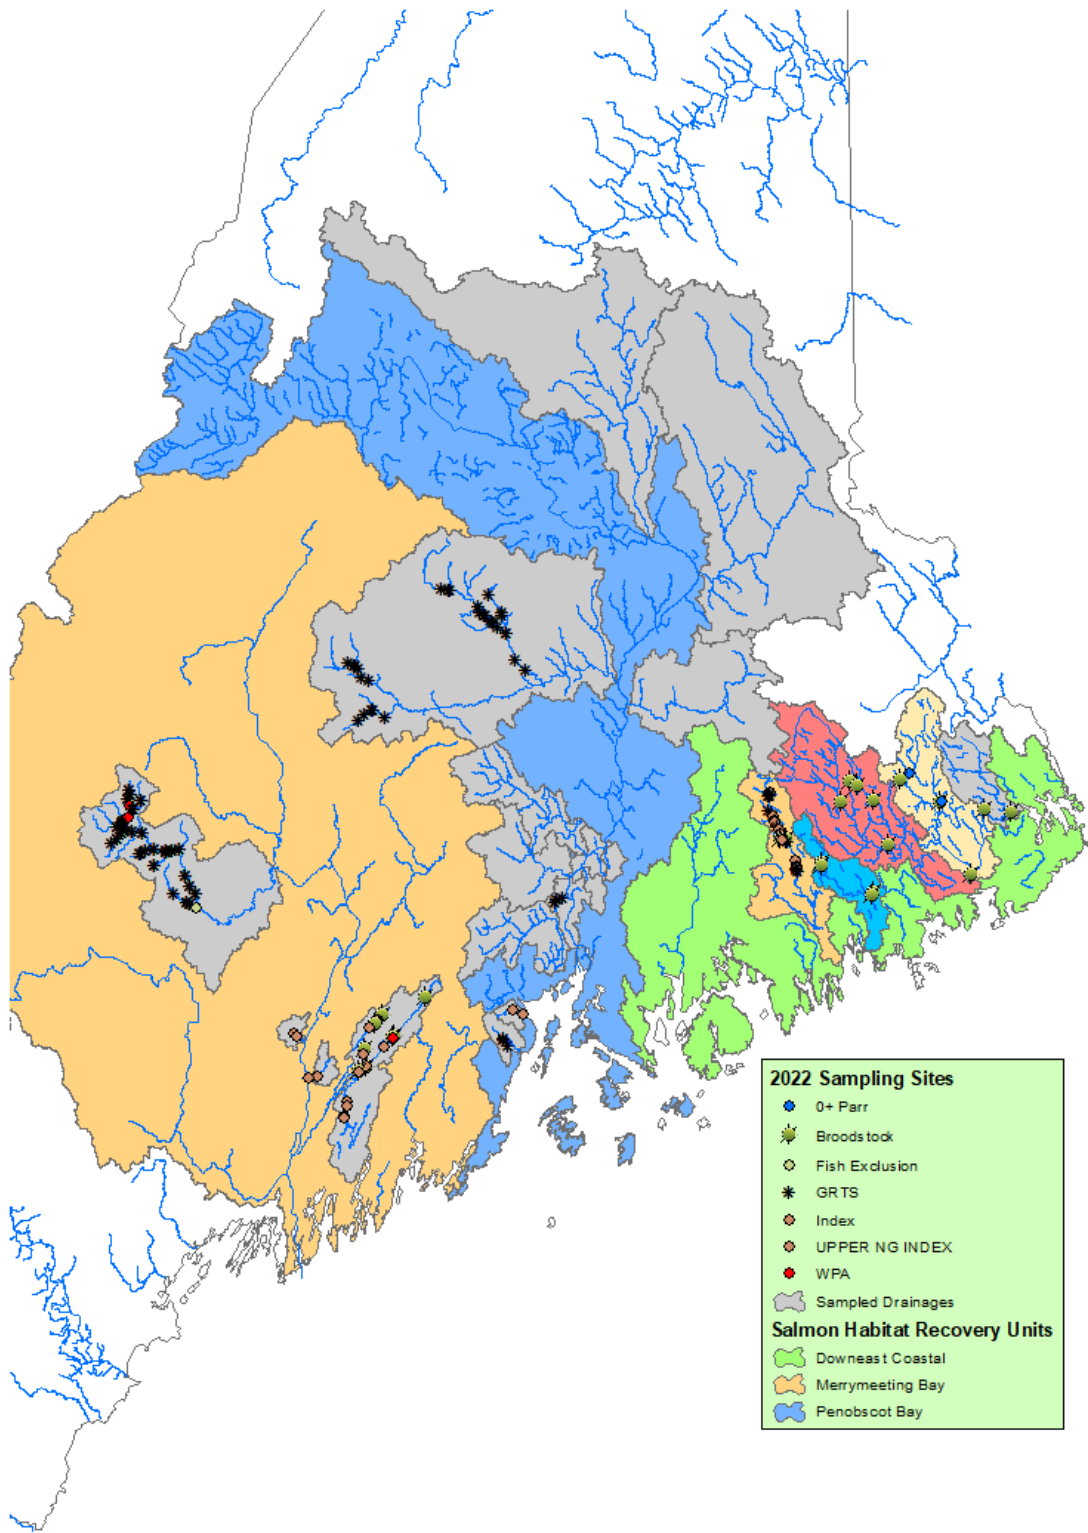 2022 Sampling Sites
0+ Parr
Broodstock
Fish Exclusion
GRTS
Index
UPPER NG INDEX
WPA
Sampled Drainages
Salmon Habitat Recovery Units
Downeast Coastal
Merrymeeting Bay
Penobscot Bay